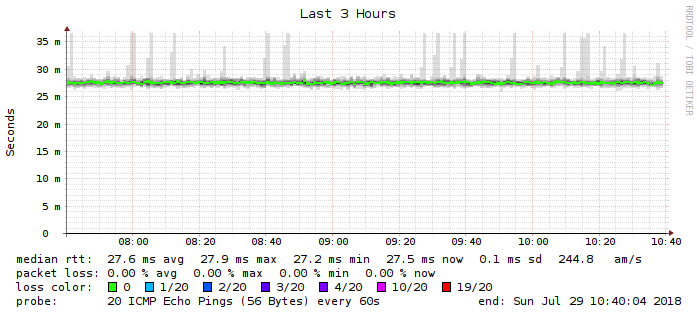 Last 3 Hours
RRDTOOL / TOBI OETIKER
Seconds
35 m
30 m
25 m
20 m
15 m
10 m
5 m
0
08:00 08:20 08:40 09:00 09:20 09:40 10:00 10:20 10:40
median rtt: 27.6 ms avg 27.9 ms max 27.2 ms min 27.5 ms now 0.1 ms sd 244.8 am/s
packet loss: 0.00 % avg 0.00 % max 0.00 % min 0.00 % now
loss color: 0 1/20 2/20 3/20 4/20 10/20 19/20
probe: 20 ICMP Echo Pings (56 Bytes) every 60s end: Sun Jul 29 10:40:04 2018